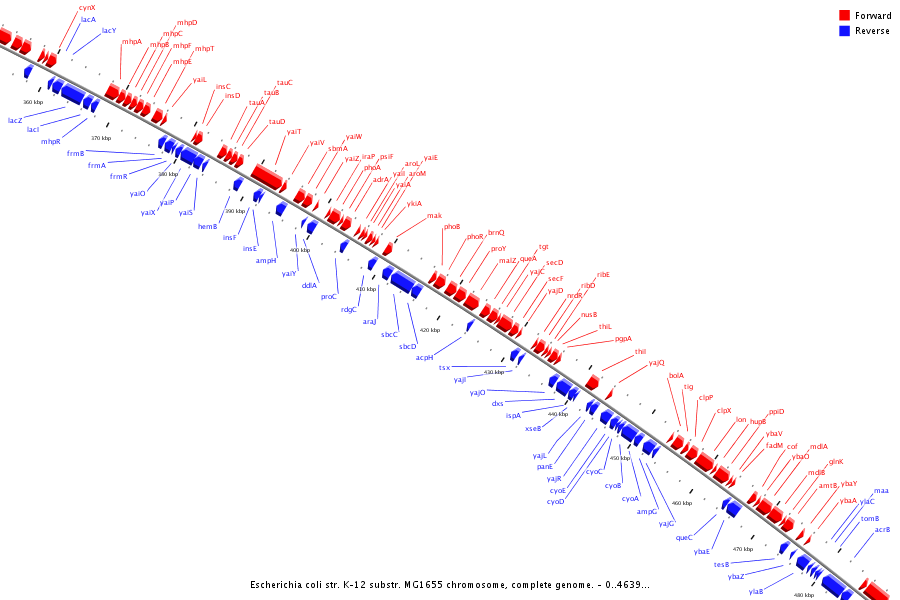 cynX
Forward
lacA
Reverse
mhpD
lacY
mhpC
mhpA
mhpB
mhpF
mhpT
mhpE
yaiL
tauC
insC
tauB
insD
360 kbp
tauA
lacZ
tauD
lacI
yaiT
370 kbp
yaiW
mhpR
yaiV
sbmA
frmB
yaiZ
iraP
psiF
yaiE
aroL
frmA
phoA
yaiI
aroM
380 kbp
frmR
adrA
yaiA
yaiO
yaiP
ykiA
yaiX
yaiS
390 kbp
mak
hemB
phoB
insF
phoR
brnQ
insE
400 kbp
proY
tgt
ampH
malZ
queA
secD
yaiY
yajC
ribE
ddlA
410 kbp
secF
ribD
proC
yajD
nrdR
rdgC
nusB
araJ
420 kbp
thiL
sbcC
pgpA
sbcD
thiI
acpH
yajQ
tsx
430 kbp
bolA
yajI
tig
yajO
clpP
dxs
clpX
ispA
440 kbp
lon
hupB
ppiD
xseB
ybaV
fadM
cof
mdlA
yajL
450 kbp
ybaO
glnK
panE
cyoC
mdlB
yajR
cyoB
amtB
ybaY
cyoE
cyoA
460 kbp
ybaA
maa
cyoD
ampG
ylaC
yajG
tomB
queC
acrB
ybaE
470 kbp
tesB
ybaZ
ylaB
480 kbp
Escherichia coli str. K-12 substr. MG1655 chromosome, complete genome. - 0..4639...